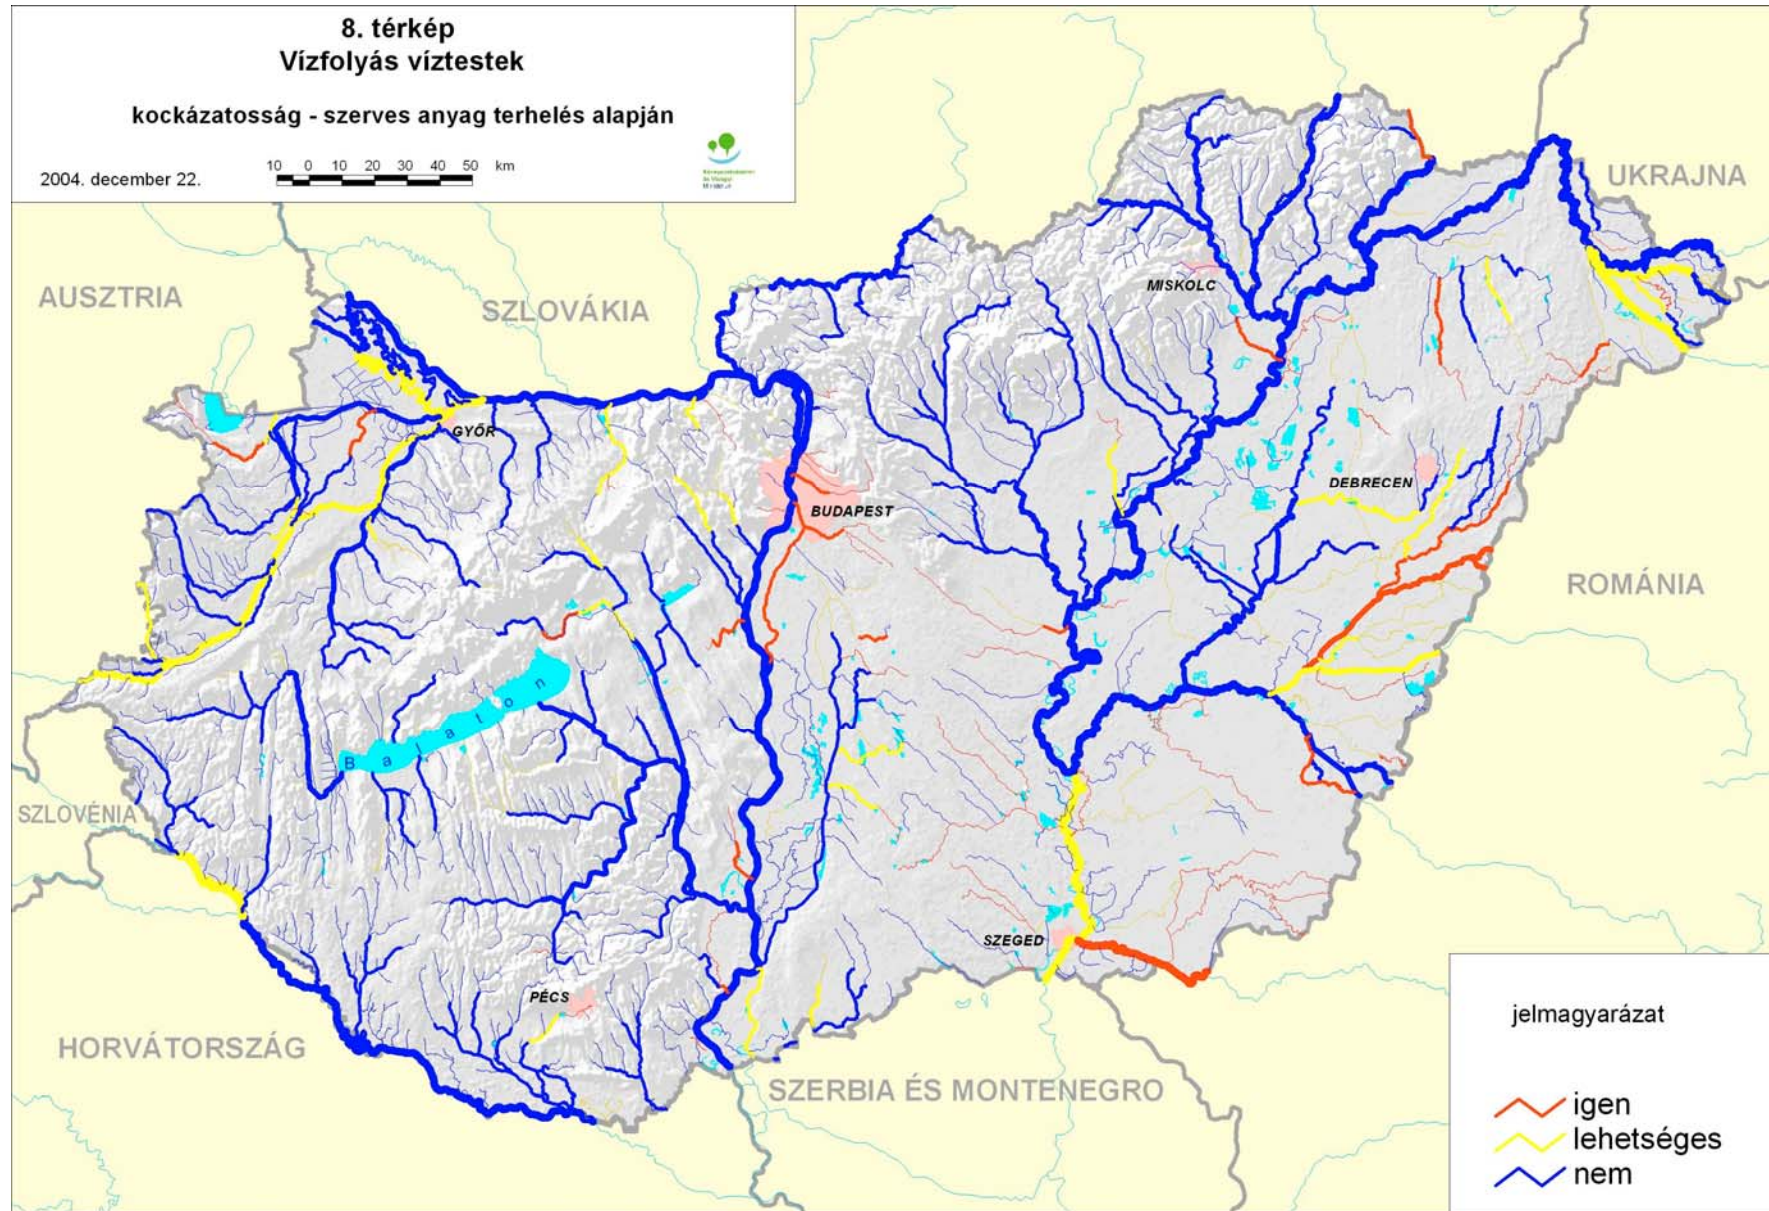 8. térkép
Vízfolyás víztestek
kockázatosság - szerves anyag terhelés alapján
2004. december 22.
10 0 10 20 30 40 50 km
UKRAJNA
AUSZTRIA
SZLOVÁKIA
MISKOLC
GYŐR
DEBRECEN
BUDAPEST
ROMÁNIA
Balaton
SZLOVÉNIA
SZEGED
PÉCS
HORVÁTORSZÁG
SZERBIA ÉS MONTENEGRO
jelmagyarázat
igen
lehetséges
nem